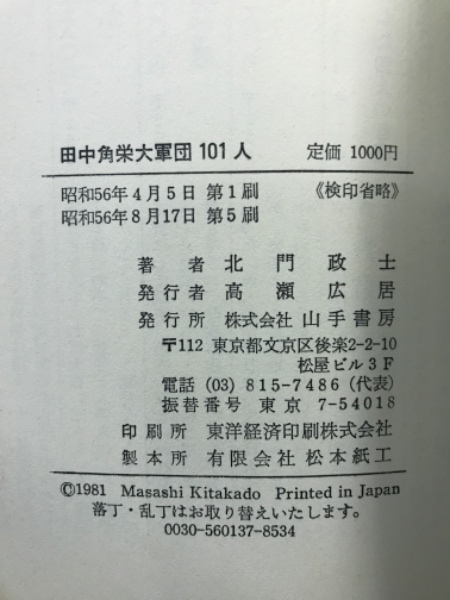 田中角栄大軍団101人 定価 1000円
昭和56年4月5日 第1刷 《検印省略》
昭和56年8月17日 第5刷
著者 北門政士
発行者 高瀬広居
発行所 株式会社 山手書房
〒112 東京都文京区後楽2-2-10
松屋ビル3F
電話 (03) 815-7486 (代表)
振替番号 東京 7-54018
印刷所 東洋経済印刷株式会社
製本所 有限会社 松本紙工
©1981 Masashi Kitakado Printed in Japan
落丁・乱丁はお取り替えいたします。
0030-560137-8534